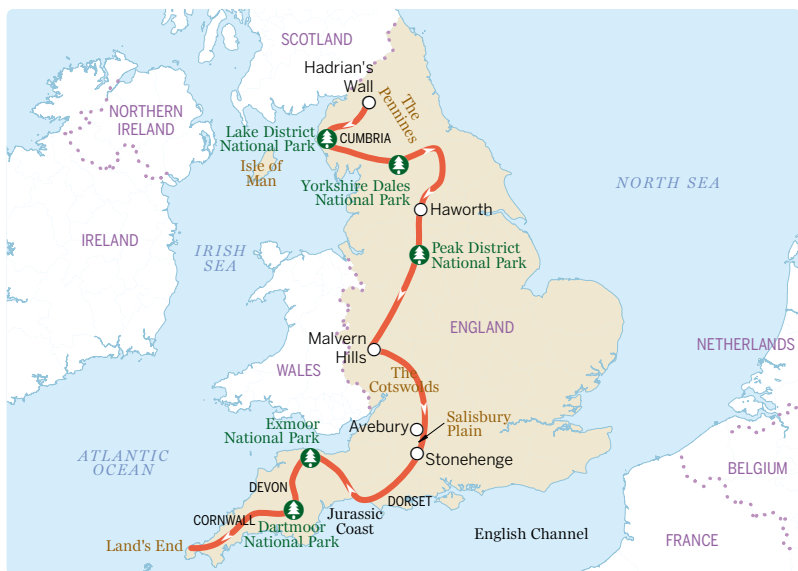 SCOTLAND
Hadrian's
Wall
The
Pennines
NORTHERN
IRELAND
Lake District
National Park
CUMBRIA
Isle of
Man
Yorkshire Dales
National Park
NORTH SEA
Haworth
IRELAND
IRISH
SEA
Peak District
National Park
ENGLAND
Malvern
Hills
NETHERLANDS
WALES
The
Cotswolds
Salisbury
Plain
Avebury
Exmoor
National Park
Stonehenge
ATLANTIC
OCEAN
BELGIUM
DEVON
DORSET
Jurassic
Coast
CORNWALL
Dartmoor
National Park
English Channel
Land's End
FRANCE